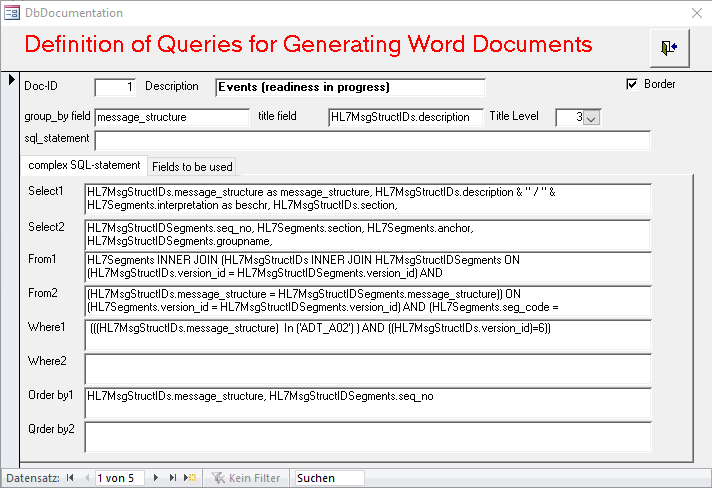 DbDocumentation
Definition of Queries for Generating Word Documents
Doc-ID 1 Description Events (readiness in progress) Border
group_by field message_structure title field HL7MsgStructIDs.description Title Level 3
sql_statement
complex SQL-statement Fields to be used
Select1 HL7MsgStructIDs.message_structure as message_structure, HL7MsgStructIDs.description & " / " &
HL7Segments.interpretation as beschr, HL7MsgStructIDs.section,
Select2 HL7MsgStructIDSegments.seq_no, HL7Segments.section, HL7Segments.anchor,
HL7MsgStructIDSegments.groupname,
From1 HL7Segments INNER JOIN (HL7MsgStructIDs INNER JOIN HL7MsgStructIDSegments ON
(HL7MsgStructIDs.version_id = HL7MsgStructIDSegments.version_id) AND
From2 (HL7MsgStructIDs.message_structure = HL7MsgStructIDSegments.message_structure)) ON
(HL7Segments.version_id = HL7MsgStructIDSegments.version_id) AND (HL7Segments.seg_code =
Where1 (((HL7MsgStructIDs.message_structure) In ('ADT_A02') ) AND ((HL7MsgStructIDs.version_id)=6))
Where2
Order by1 HL7MsgStructIDs.message_structure, HL7MsgStructIDSegments.seq_no
Qrder by2
Datensatz: 1 von 5 Kein Filter Suchen